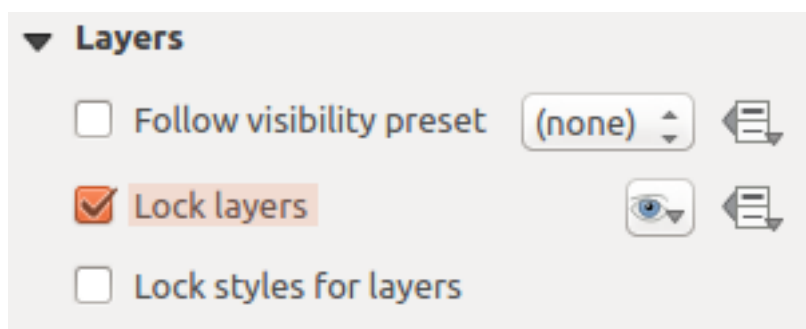 Layers
Follow visibility preset (none)
Lock layers
Lock styles for layers